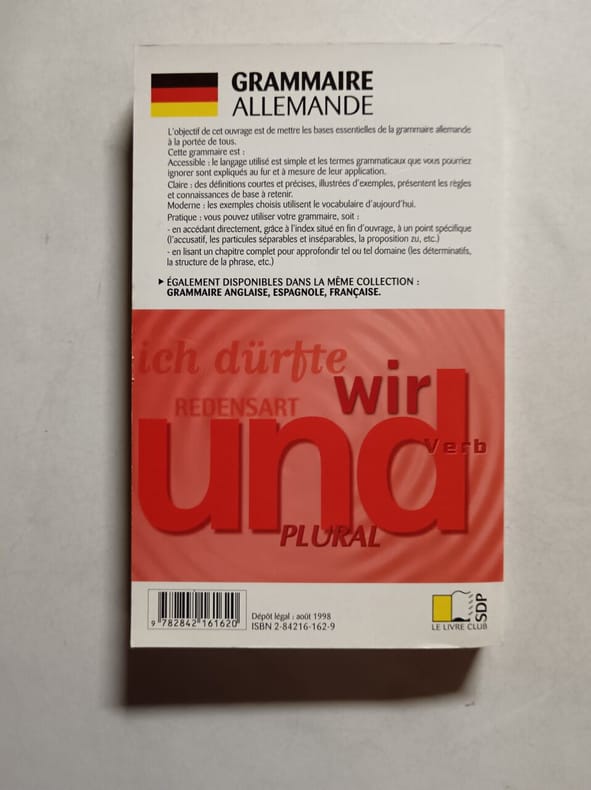 GRAMMAIRE
ALLEMANDE
L'objectif de cet ouvrage est de mettre les bases essentielles de la grammaire allemande
à la portée de tous.
Cette grammaire est :
Accessible : le langage utilisé est simple et les termes grammaticaux que vous pourriez
ignorer sont expliqués au fur et à mesure de leur application.
Claire : des définitions courtes et précises, illustrées d'exemples, présentent les règles
et connaissances de base à retenir.
Moderne : les exemples choisis utilisent le vocabulaire d'aujourd'hui.
Pratique : vous pouvez utiliser votre grammaire, soit :
- en accédant directement, grâce à l'index situé en fin d'ouvrage, à un point spécifique
(l'accusatif, les particules séparables et inséparables, la proposition zu, etc.)
- en lisant un chapitre complet pour approfondir tel ou tel domaine (les déterminatifs,
la structure de la phrase, etc.)
▶ ÉGALEMENT DISPONIBLES DANS LA MÊME COLLECTION :
GRAMMAIRE ANGLAISE, ESPAGNOLE, FRANÇAISE.
ich dürfte
wir
REDENSART
und
Verb
PLURAL
9 782842 161620
Dépôt légal : août 1998
ISBN 2-84216-162-9
SDP
LE LIVRE CLUB